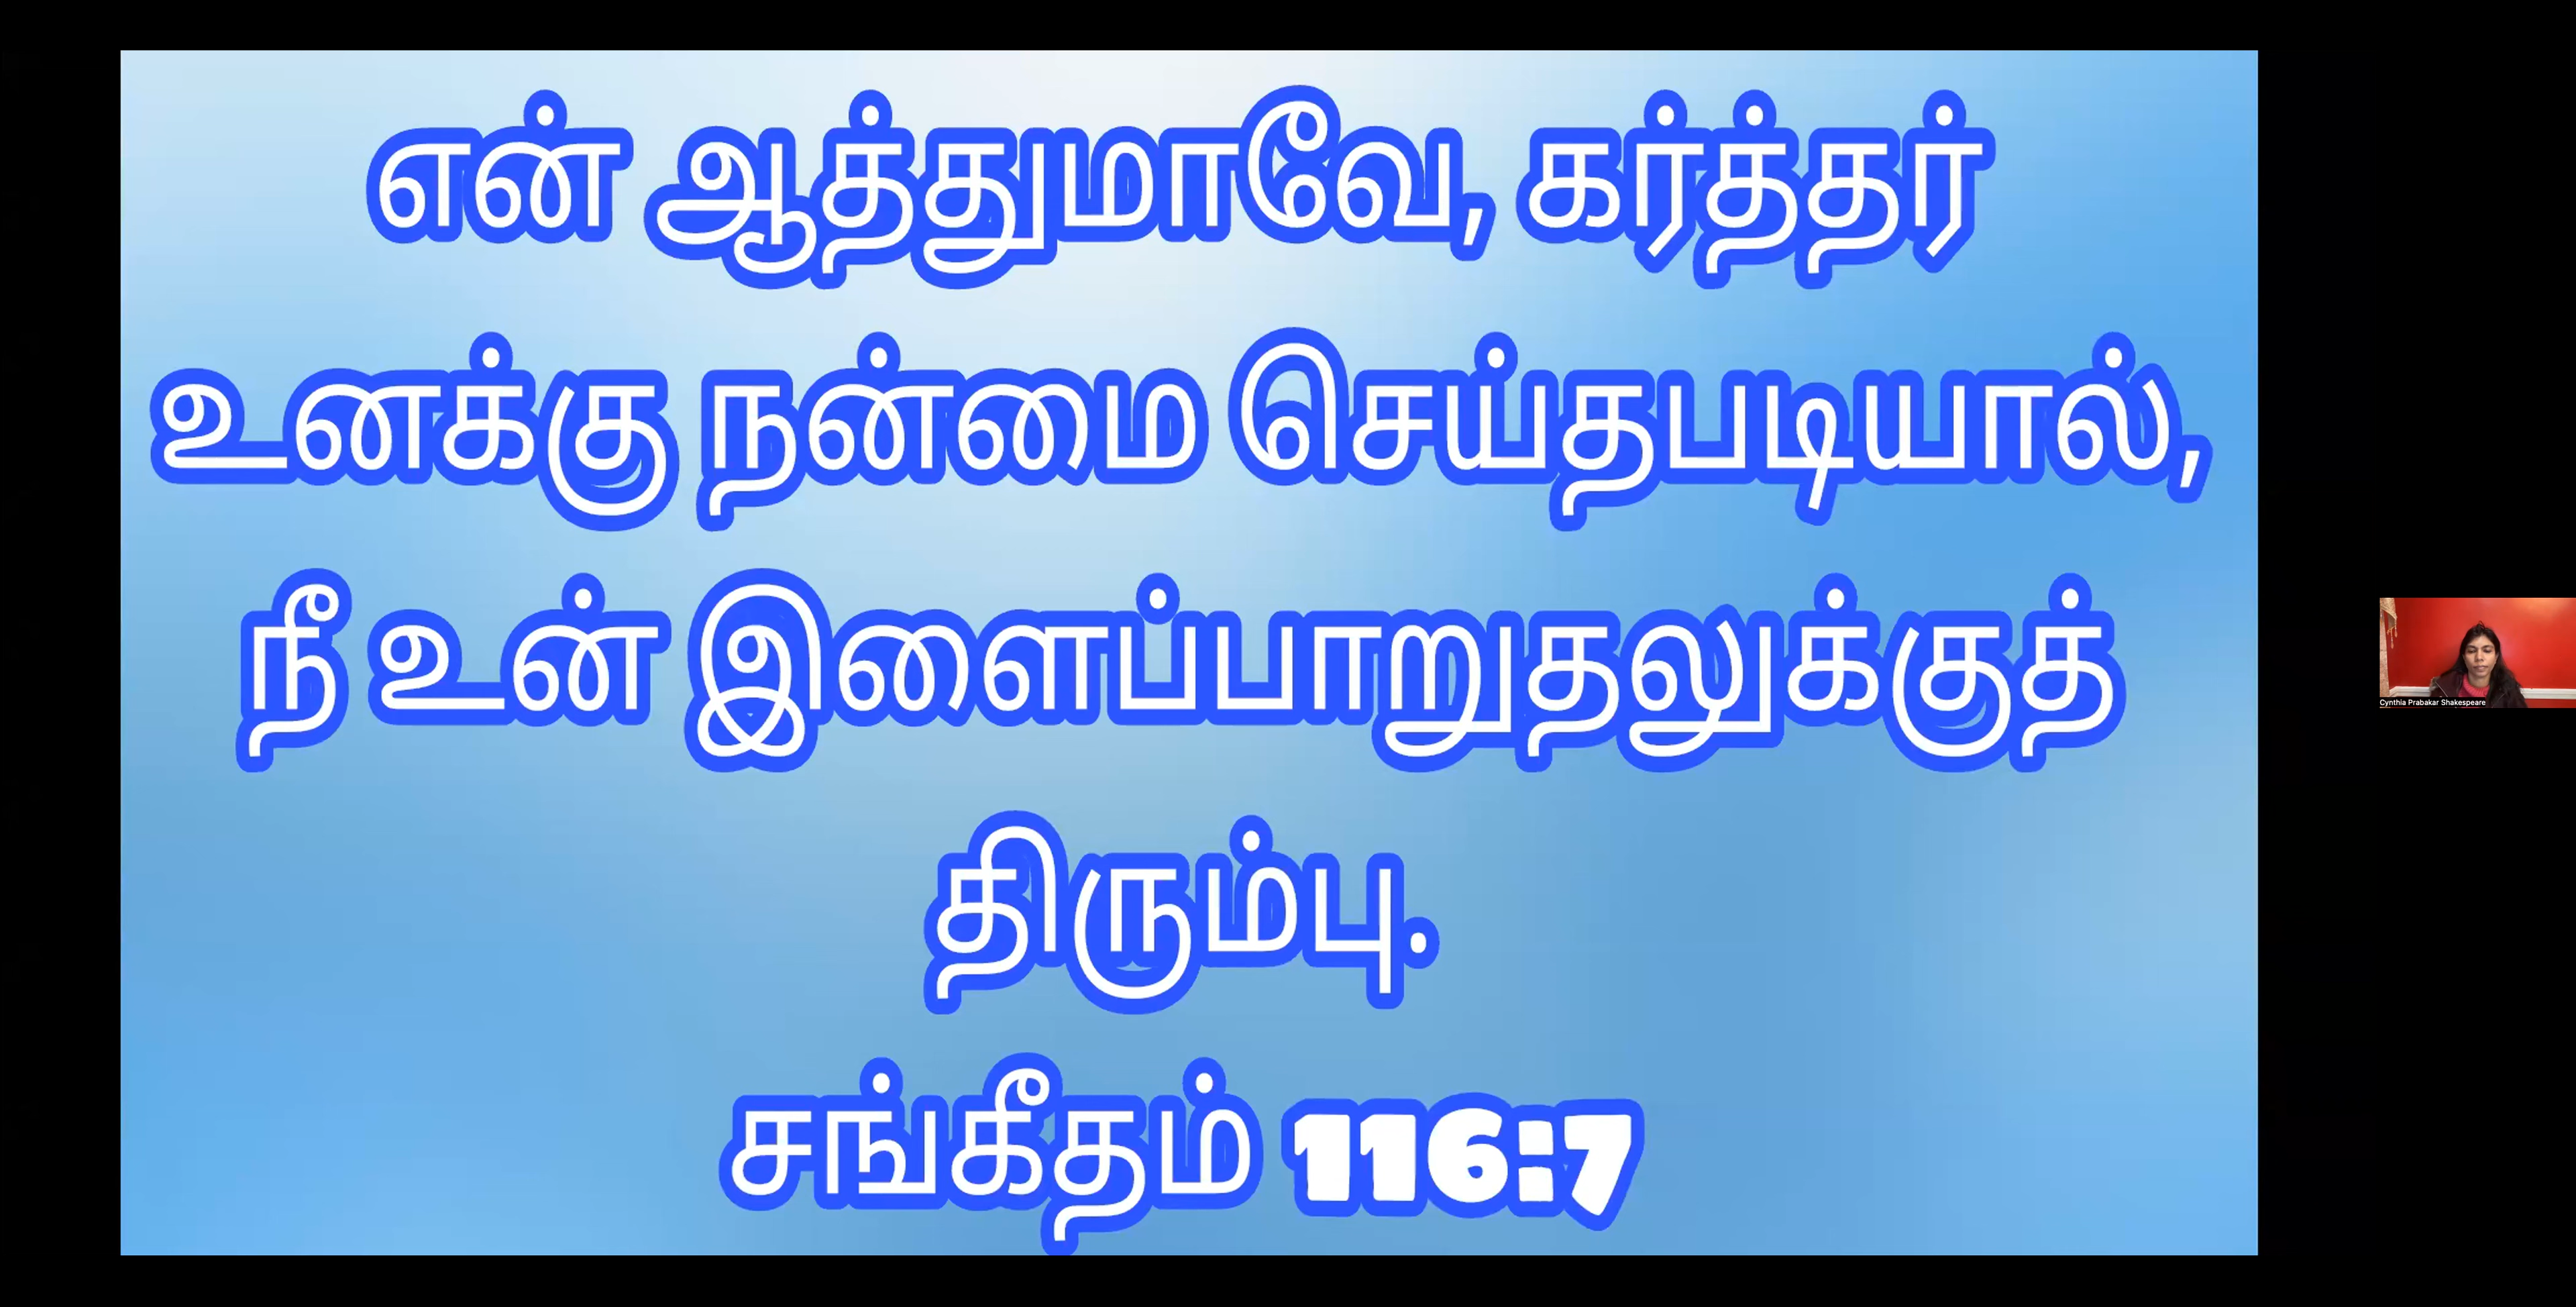 என் ஆத்துமாவே, கர்த்தர்
உனக்கு நன்மை செய்தபடியால்,
நீ உன் இளைப்பாறுதலுக்குத்
திரும்பு.
சங்கீதம் 116:7
Cynthia Prabakar Shakespeare